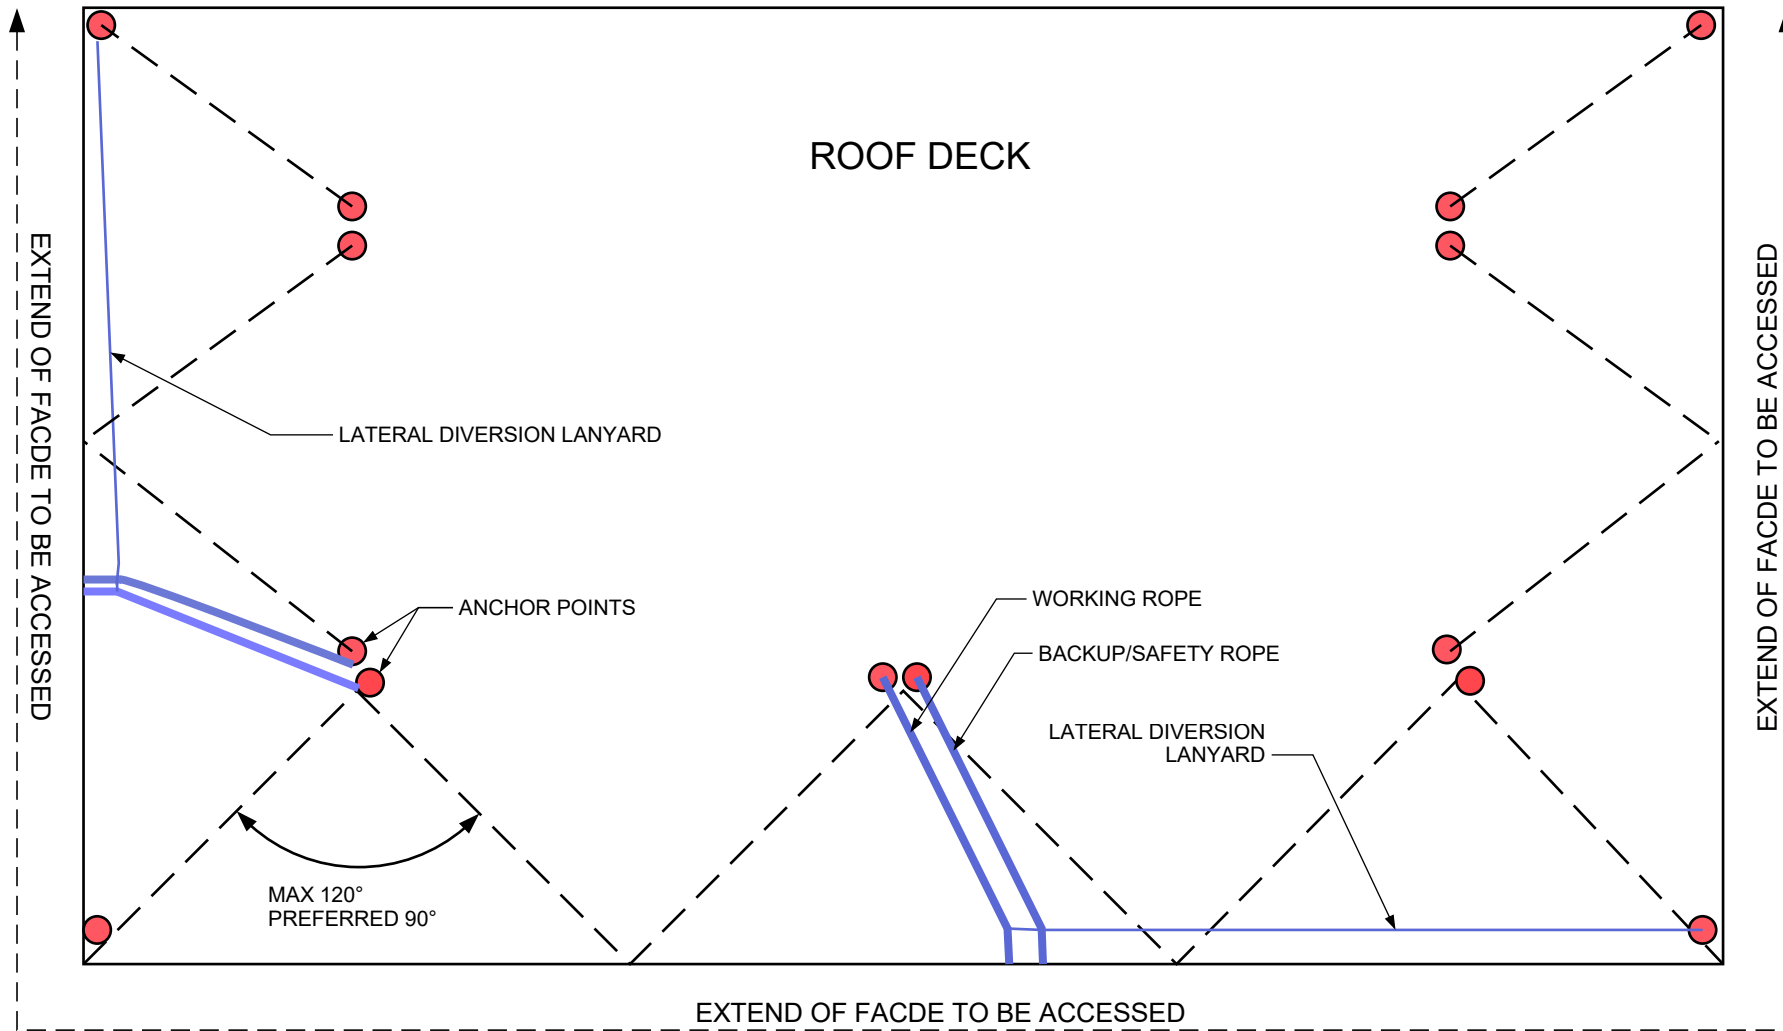 ROOF DECK
EXTEND OF FACDE TO BE ACCESSED
EXTEND OF FACDE TO BE ACCESSED
LATERAL DIVERSION LANYARD
ANCHOR POINTS
WORKING ROPE
BACKUP/SAFETY ROPE
LATERAL DIVERSION
LANYARD
MAX 120°
PREFERRED 90°
EXTEND OF FACDE TO BE ACCESSED